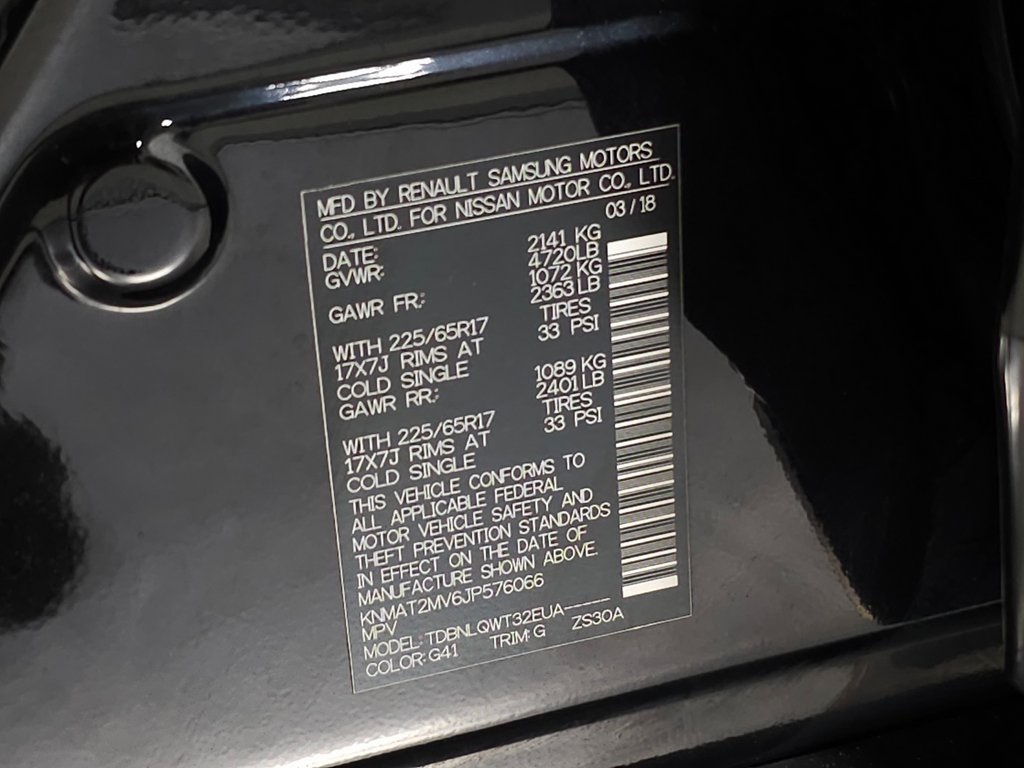 MFD BY RENAULT SAMSUNG MOTORS
CO., LTD. FOR NISSAN MOTOR CO., LTD.
DATE: 03/18
GVWR: 2141 KG
4720LB
GAWR FR: 1072 KG
2363LB
WITH 225/65R17 TIRES
17X7J RIMS AT 33 PSI
COLD SINGLE
GAWR RR: 1089 KG
2401LB
WITH 225/65R17 TIRES
17X7J RIMS AT 33 PSI
COLD SINGLE
THIS VEHICLE CONFORMS TO
ALL APPLICABLE FEDERAL
MOTOR VEHICLE SAFETY AND
THEFT PREVENTION STANDARDS
IN EFFECT ON THE DATE OF
MANUFACTURE SHOWN ABOVE.
KNMAT2MV6JP576066
MPV
MODEL: TDBNLQWT32EUA-----
COLOR: G41 TRIM: G ZS30A